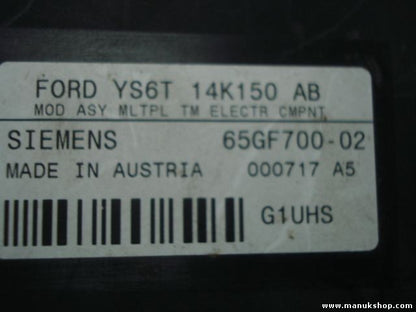 FORD YS6T 14K150 AB
MOD ASY MLTPL TM ELECTR CMPNT
SIEMENS 65GF700-02
MADE IN AUSTRIA 000717 A5
G1UHS
www.manukshop.com